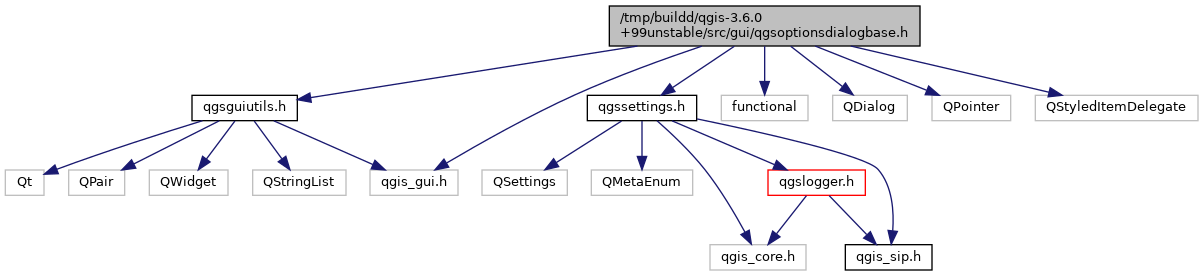 /tmp/buildd/qgis-3.6.0
+99unstable/src/gui/qgsoptionsdialogbase.h
qgsguiutils.h
qgssettings.h
functional
QDialog
QPointer
QStyledItemDelegate
Qt
QPair
QWidget
QStringList
qgis_gui.h
QSettings
QMetaEnum
qgslogger.h
qgis_core.h
qgis_sip.h